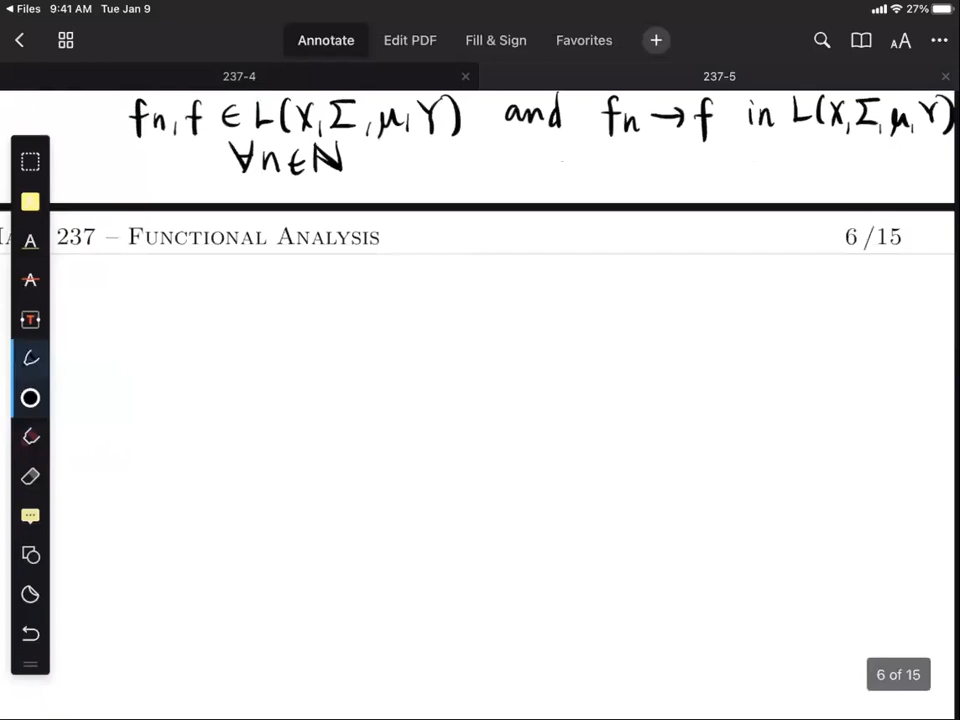 Files 9:41 AM Tue Jan 9 27%
Annotate Edit PDF Fill & Sign Favorites AA
237-4 237-5
fn, f ∈ L(X, Σ, μ, Y) and fn → f in L(X, Σ, μ, Y)
∀n∈ℕ
237 – Functional Analysis 6/15
A
A
T
6 of 15